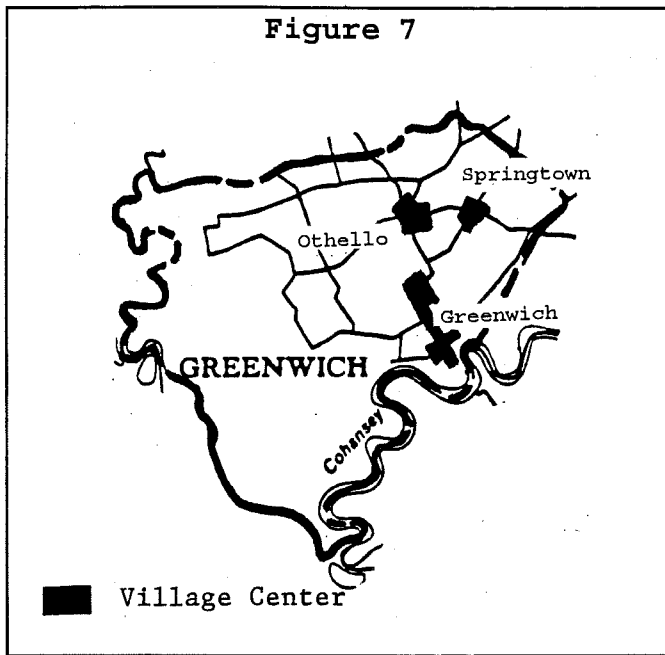 Figure 7
Springtown
Othello
Greenwich
GREENWICH
Cohansey
Village Center